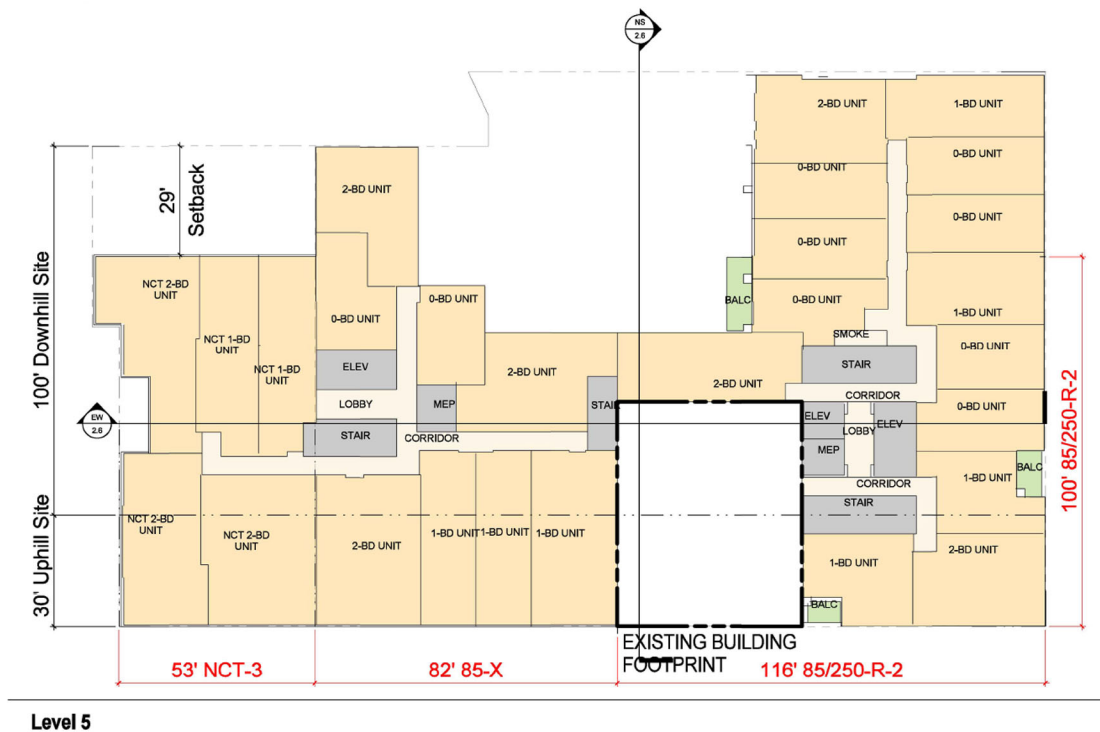 NS
2.6
2-BD UNIT
1-BD UNIT
0-BD UNIT
0-BD UNIT
29'
Setback
2-BD UNIT
0-BD UNIT
0-BD UNIT
100' Downhill Site
NCT 2-BD
UNIT
0-BD UNIT
0-BD UNIT
BALC
0-BD UNIT
1-BD UNIT
SMOKE
NCT 1-BD
UNIT
0-BD UNIT
0-BD UNIT
NCT 1-BD
UNIT
ELEV
2-BD UNIT
STAIR
2-BD UNIT
CORRIDOR
LOBBY
MEP
STAIR
0-BD UNIT
EW
2.6
STAIR
CORRIDOR
ELEV
LOBBY
ELEV
MEP
100' 85/250-R-2
1-BD UNIT
BALC
CORRIDOR
STAIR
30' Uphill Site
NCT 2-BD
UNIT
NCT 2-BD
UNIT
2-BD UNIT
1-BD UNIT
1-BD UNIT
1-BD UNIT
1-BD UNIT
2-BD UNIT
BALC
EXISTING BUILDING
FOOTPRINT
53' NCT-3
82' 85-X
116' 85/250-R-2
Level 5